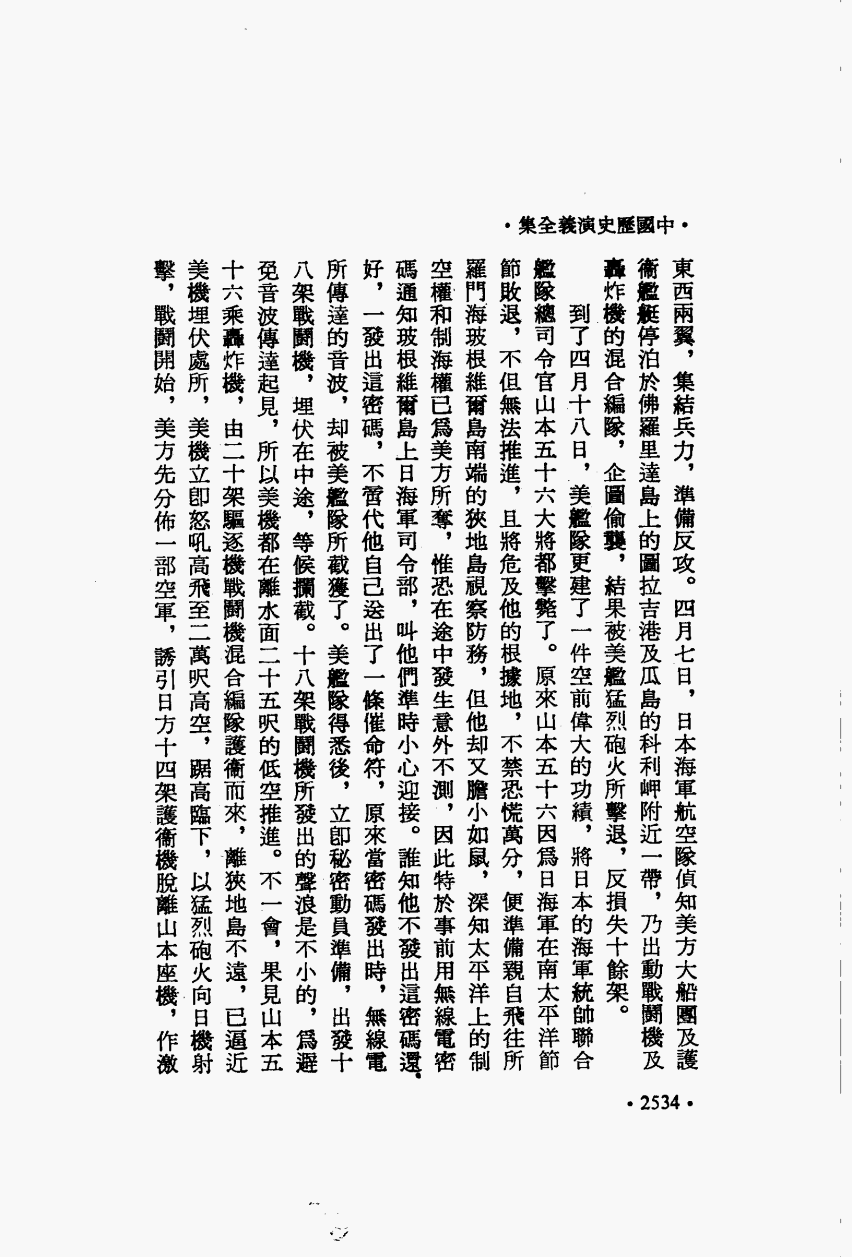 •中國歷史演義全集•
東西兩翼，集結兵力，準備反攻。四月七日，日本海軍航空隊偵知美方大船團及護
衞艦艇停泊於佛羅里達島上的圖拉吉港及瓜島的科利岬附近一帶，乃出動戰鬪機及
轟炸機的混合編隊，企圖偷襲，結果被美艦猛烈砲火所擊退，反損失十餘架。
到了四月十八日，美艦隊更建了一件空前偉大的功績，將日本的海軍統帥聯合
艦隊總司令官山本五十六大將都擊斃了。原來山本五十六因爲日海軍在南太平洋節
節敗退，不但無法推進，且將危及他的根據地，不禁恐慌萬分，便準備親自飛往所
羅門海玻根維爾島南端的狹地島視察防務，但他却又膽小如鼠，深知太平洋上的制
空權和制海權已爲美方所奪，惟恐在途中發生意外不測，因此特於事前用無線電密
碼通知玻根維爾島上日海軍司令部，叫他們準時小心迎接。誰知他不發出這密碼還
好，一發出這密碼，不啻代他自己送出了一條催命符，原來當密碼發出時，無線電
所傳達的音波，却被美艦隊所截獲了。美艦隊得悉後，立卽秘密動員準備，出發十
八架戰鬪機，埋伏在中途，等候攔截。十八架戰鬪機所發出的聲浪是不小的，爲避
免音波傳達起見，所以美機都在離水面二十五呎的低空推進。不一會，果見山本五
十六乘轟炸機，由二十架驅逐機戰鬪機混合編隊護衞而來，離狹地島不遠，已逼近
美機埋伏處所，美機立卽怒吼高飛至二萬呎高空，踞高臨下，以猛烈砲火向日機射
擊，戰鬪開始，美方先分佈一部空軍，誘引日方十四架護衞機脫離山本座機，作激
•2534•